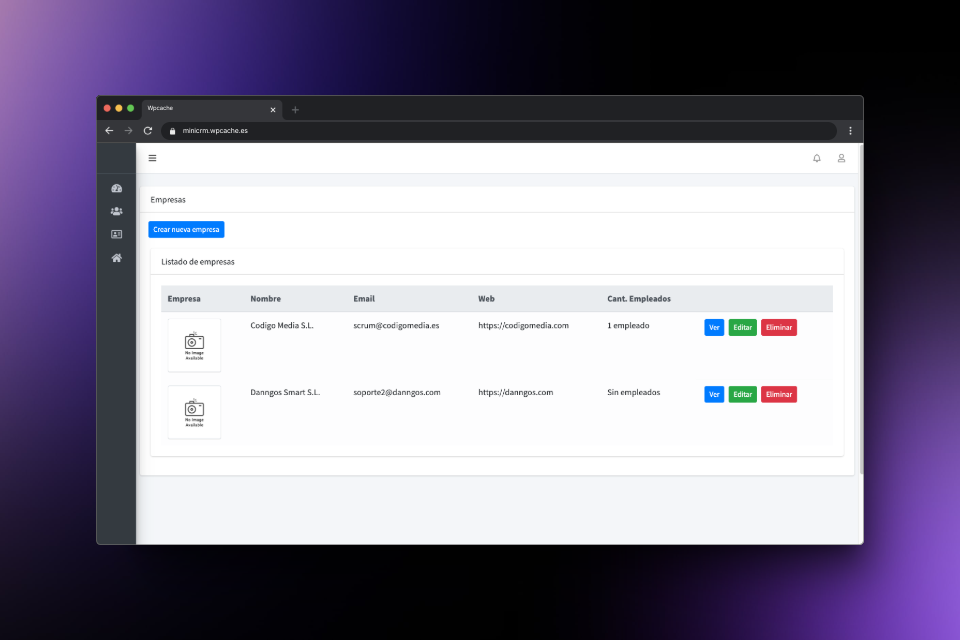 Wpcache
minicrm.wpcache.es
Empresas
Crear nueva empresa
Listado de empresas
Empresa Nombre Email Web Cant. Empleados
No Image
Available
Codigo Media S.L. scrum@codigomedia.es https://codigomedia.com 1 empleado Ver Editar Eliminar
No Image
Available
Danngos Smart S.L. soporte2@danngos.com https://danngos.com Sin empleados Ver Editar Eliminar